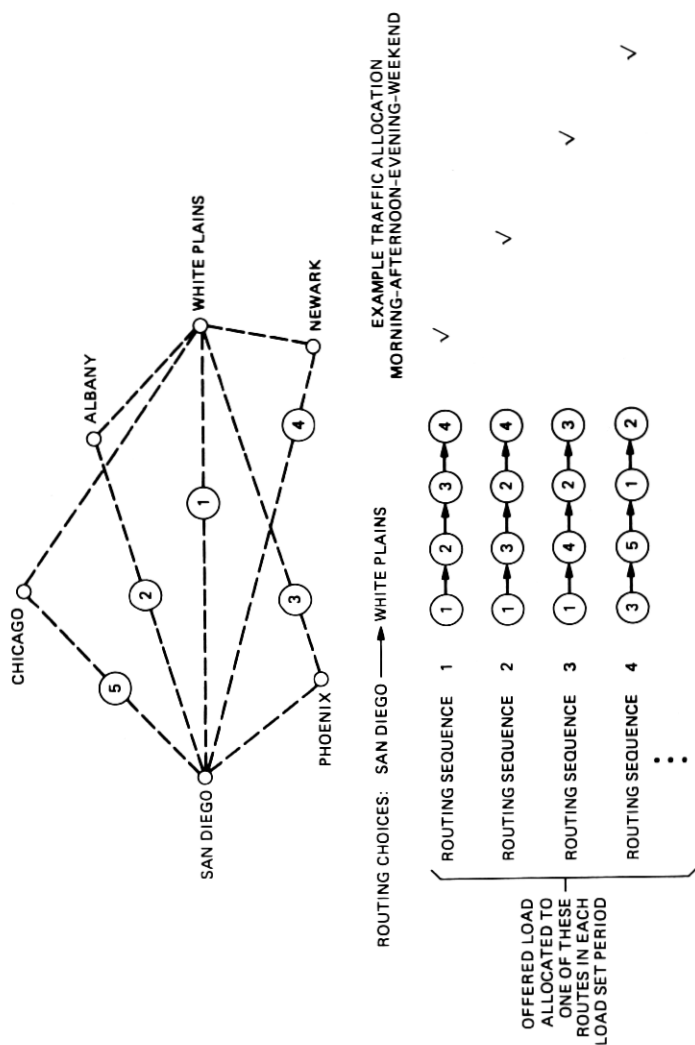 CHICAGO
ALBANY
5
2
SAN DIEGO
1
WHITE PLAINS
3
4
PHOENIX
NEWARK
ROUTING CHOICES: SAN DIEGO → WHITE PLAINS
EXAMPLE TRAFFIC ALLOCATION
MORNING–AFTERNOON–EVENING–WEEKEND
OFFERED LOAD
ALLOCATED TO
ONE OF THESE
ROUTES IN EACH
LOAD SET PERIOD
ROUTING SEQUENCE 1 1 → 2 → 3 → 4 √
ROUTING SEQUENCE 2 1 → 3 → 2 → 4 √
ROUTING SEQUENCE 3 1 → 4 → 2 → 3 √
ROUTING SEQUENCE 4 3 → 5 → 1 → 2 √